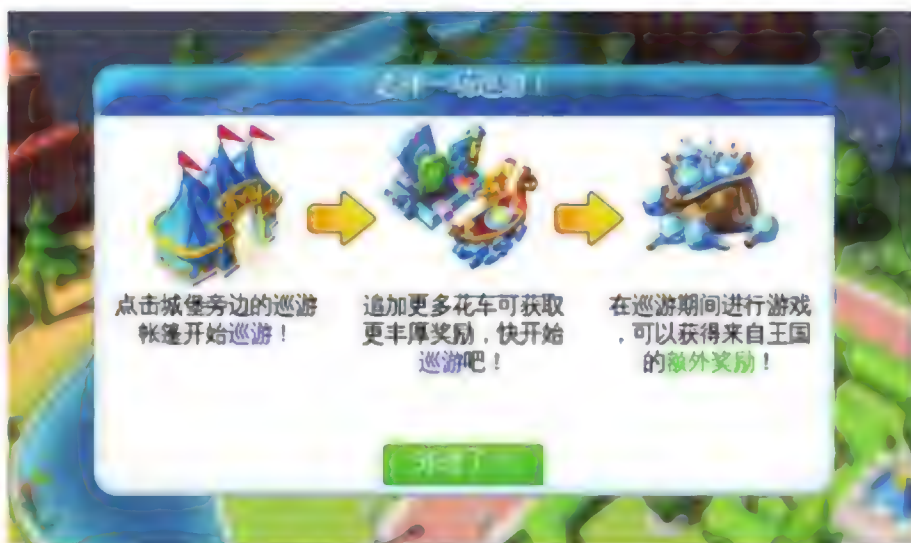 点击城堡旁边的巡游
帐篷开始巡游！
追加更多花车可获取
更丰厚奖励，快开始
巡游吧！
在巡游期间进行游戏
，可以获得来自王国
的额外奖励！